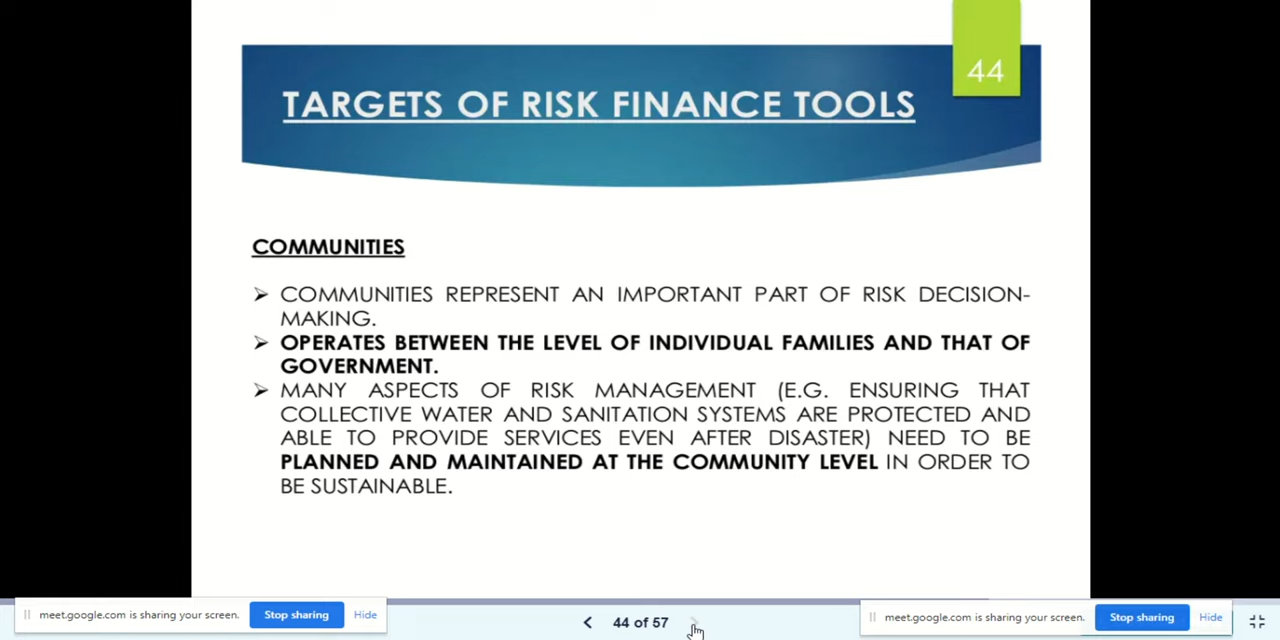 44
TARGETS OF RISK FINANCE TOOLS
COMMUNITIES
➢ COMMUNITIES REPRESENT AN IMPORTANT PART OF RISK DECISION-
MAKING.
➢ OPERATES BETWEEN THE LEVEL OF INDIVIDUAL FAMILIES AND THAT OF
GOVERNMENT.
➢ MANY ASPECTS OF RISK MANAGEMENT (E.G. ENSURING THAT
COLLECTIVE WATER AND SANITATION SYSTEMS ARE PROTECTED AND
ABLE TO PROVIDE SERVICES EVEN AFTER DISASTER) NEED TO BE
PLANNED AND MAINTAINED AT THE COMMUNITY LEVEL IN ORDER TO
BE SUSTAINABLE.
meet.google.com is sharing your screen. Stop sharing Hide
44 of 57
meet.google.com is sharing your screen. Stop sharing Hide